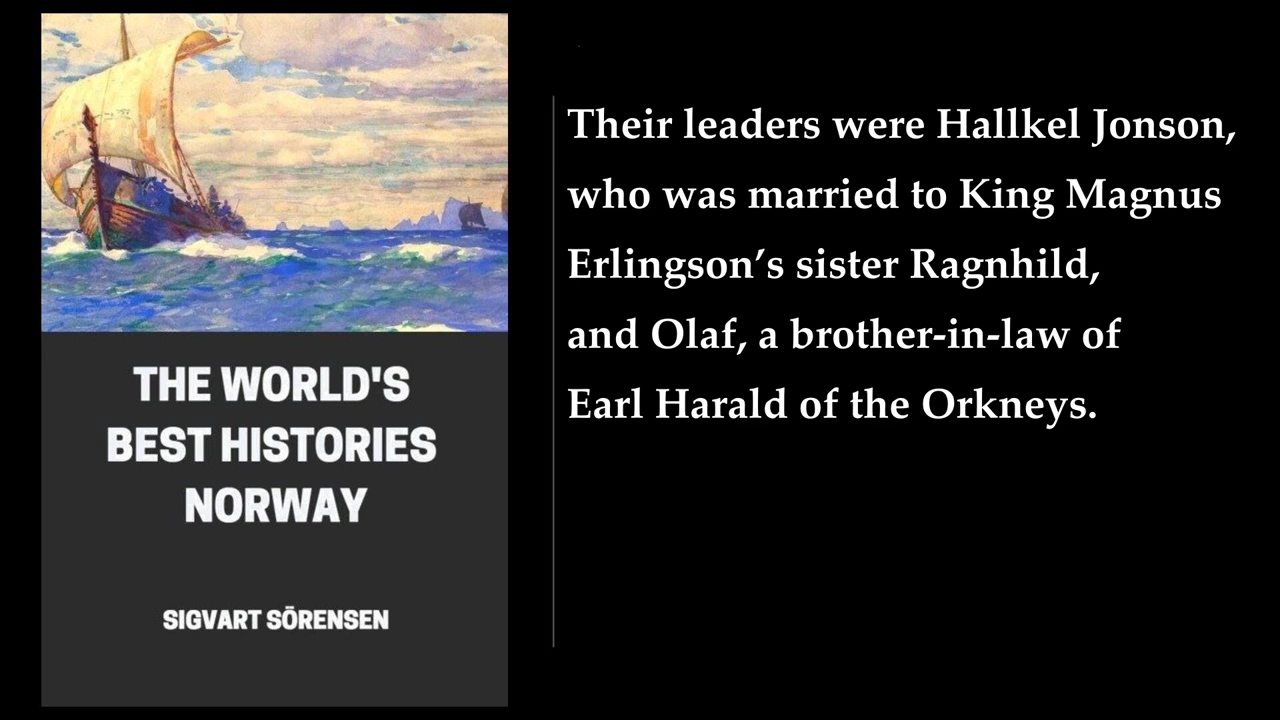 THE WORLD'S
BEST HISTORIES
NORWAY
SIGVART SÖRENSEN
Their leaders were Hallkel Jonson,
who was married to King Magnus
Erlingson’s sister Ragnhild,
and Olaf, a brother-in-law of
Earl Harald of the Orkneys.